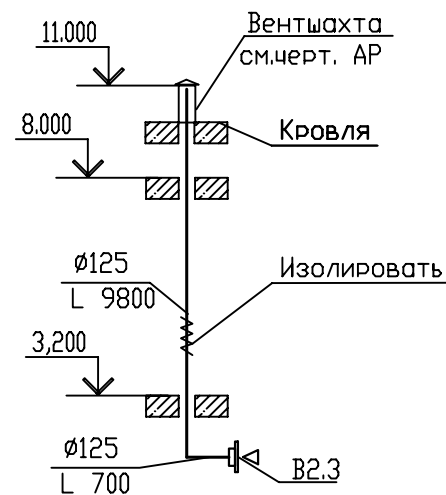 11.000
Вентшахта
см.черт. АР
8.000
Кровля
Ø125
L 9800
Изолировать
3,200
Ø125
L 700
В2.3